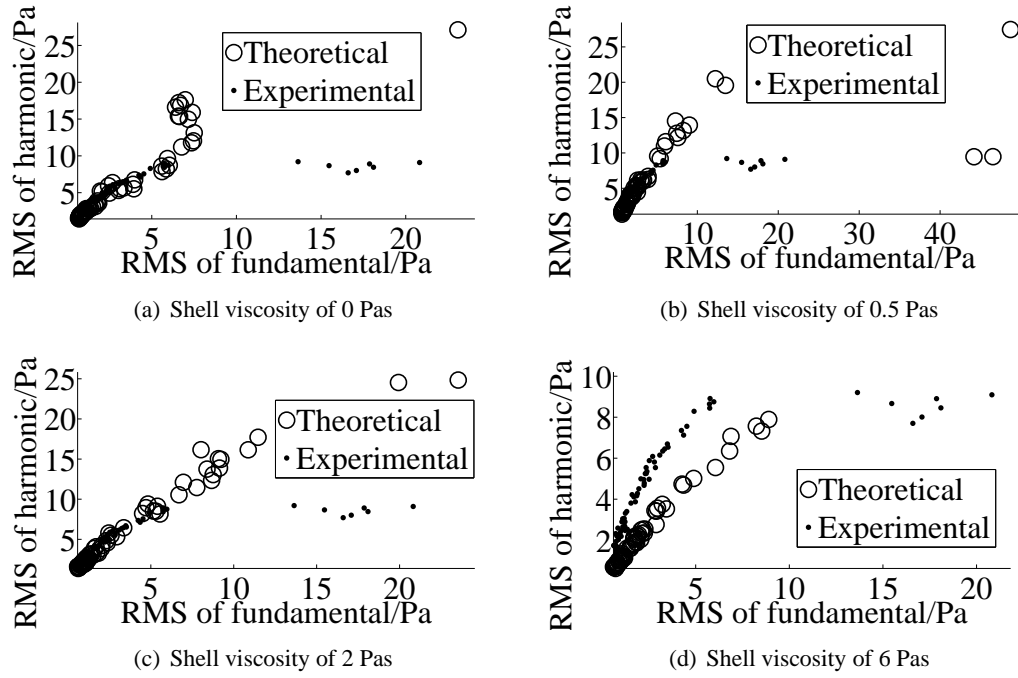 RMS of harmonic/Pa
25
20
15
10
5
Theoretical
Experimental
5 10 15 20
RMS of fundamental/Pa
(a) Shell viscosity of 0 Pas
RMS of harmonic/Pa
25
20
15
10
5
Theoretical
Experimental
10 20 30 40
RMS of fundamental/Pa
(b) Shell viscosity of 0.5 Pas
RMS of harmonic/Pa
25
20
15
10
5
Theoretical
Experimental
5 10 15 20
RMS of fundamental/Pa
(c) Shell viscosity of 2 Pas
RMS of harmonic/Pa
10
8
6
4
2
Theoretical
Experimental
5 10 15 20
RMS of fundamental/Pa
(d) Shell viscosity of 6 Pas